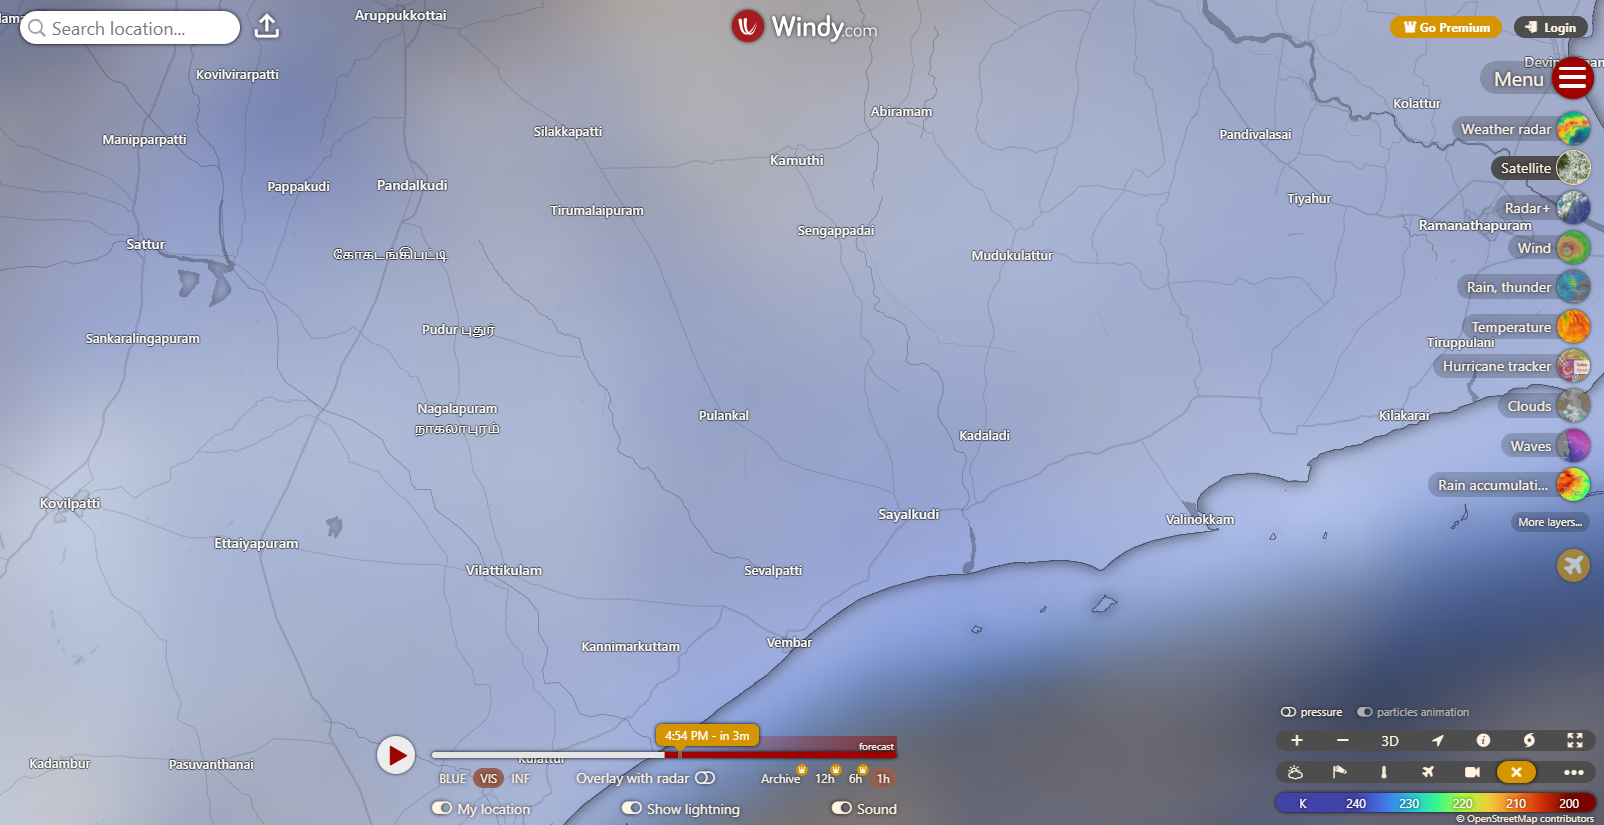 Aruppukkottai
Search location...
Windy.com
Go Premium
Login
Kovilvirarpatti
Menu
Kolattur
Abiramam
Silakkapatti
Pandivalasai
Weather radar
Manipparpatti
Kamuthi
Satellite
Pappakudi
Pandalkudi
Tiyahur
Tirumalaipuram
Radar+
Ramanathapuram
Sengappadai
Sattur
Wind
கோகடங்கிபட்டி
Mudukulattur
Rain, thunder
Pudur புதூர்
Temperature
Sankaralingapuram
Tiruppulani
Hurricane tracker
Nagalapuram
நாகலாபுரம்
Clouds
Pulankal
Kilakarai
Kadaladi
Waves
Rain accumulati...
Kovilpatti
Sayalkudi
Valinokkam
More layers...
Ettaiyapuram
Vilattikulam
Sevalpatti
Kannimarkuttam
Vembar
pressure
particles animation
4:54 PM - in 3m
forecast
3D
Kadambur
Pasuvanthanai
Kulattur
BLUE VIS INF
Overlay with radar
Archive 12h 6h 1h
My location
Show lightning
Sound
K 240 230 220 210 200
© OpenStreetMap contributors